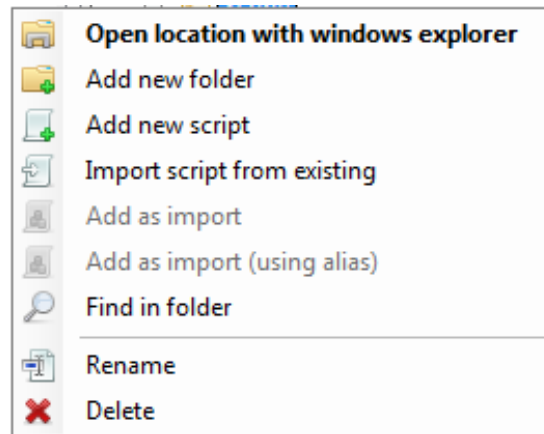 Open location with windows explorer
Add new folder
Add new script
Import script from existing
Add as import
Add as import (using alias)
Find in folder
Rename
Delete